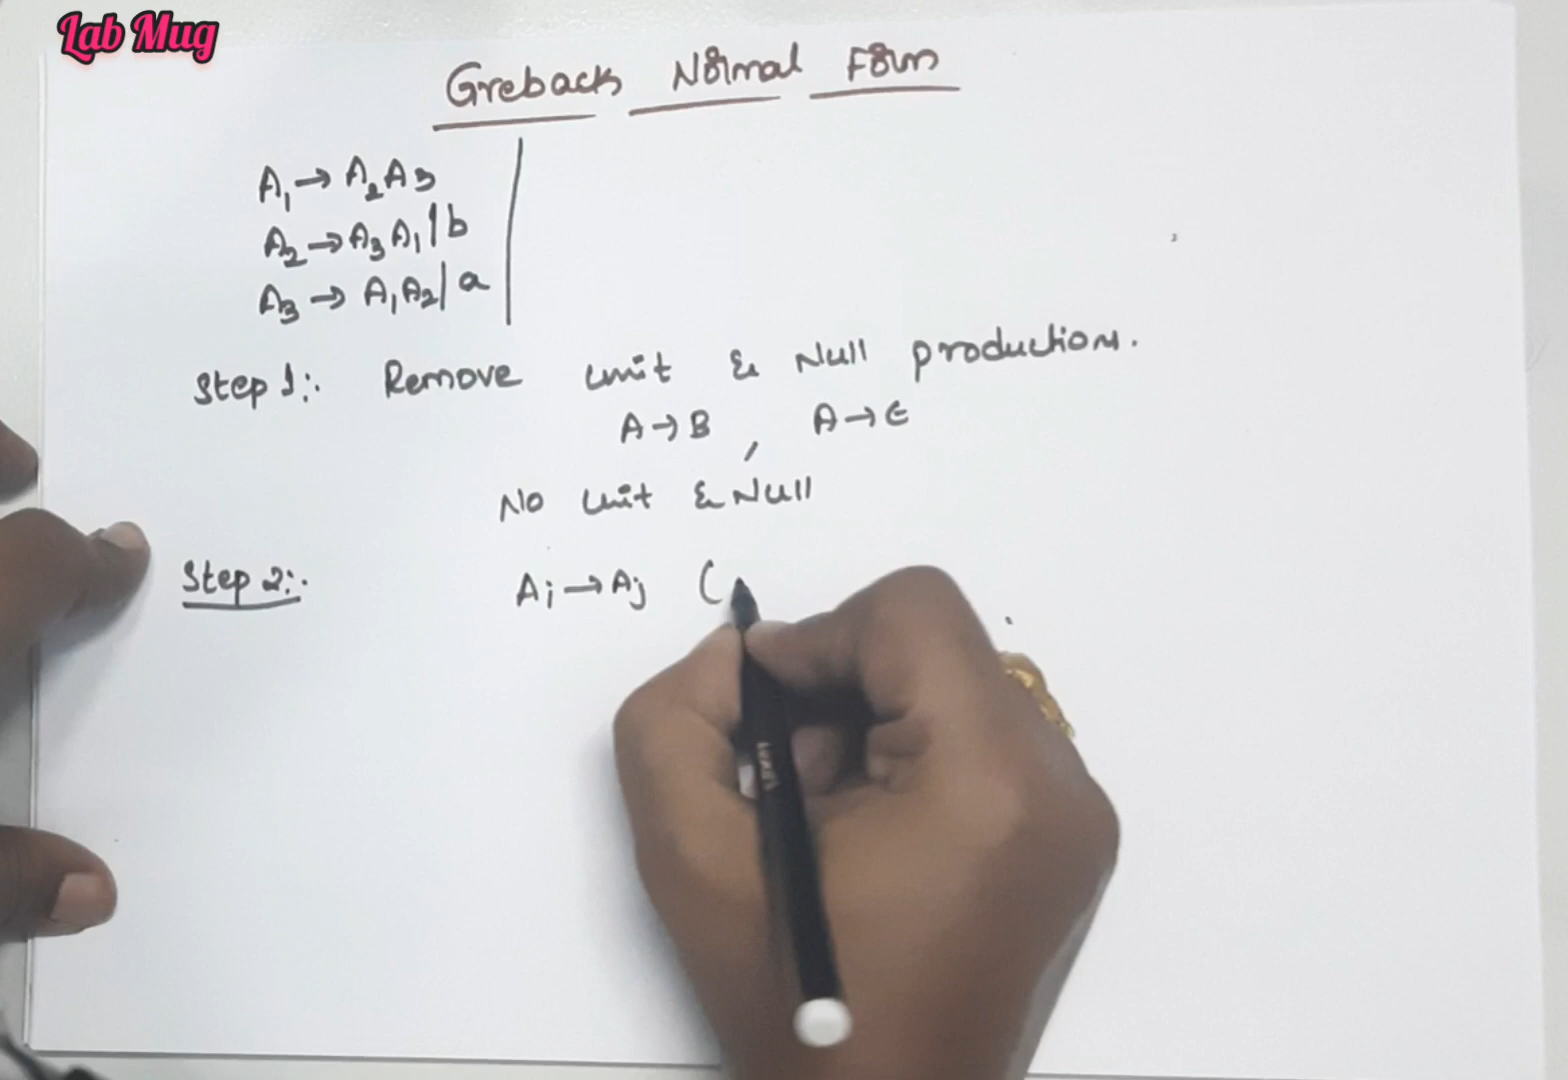 Lab Mug
Greback Normal Form
A₁ → A₂A₃
A₂ → A₃A₁|b
A₃ → A₁A₂|a
Step 1:. Remove unit & Null productions.
A → B , A → ε
No unit & Null
Step 2:. Ai → Aj (